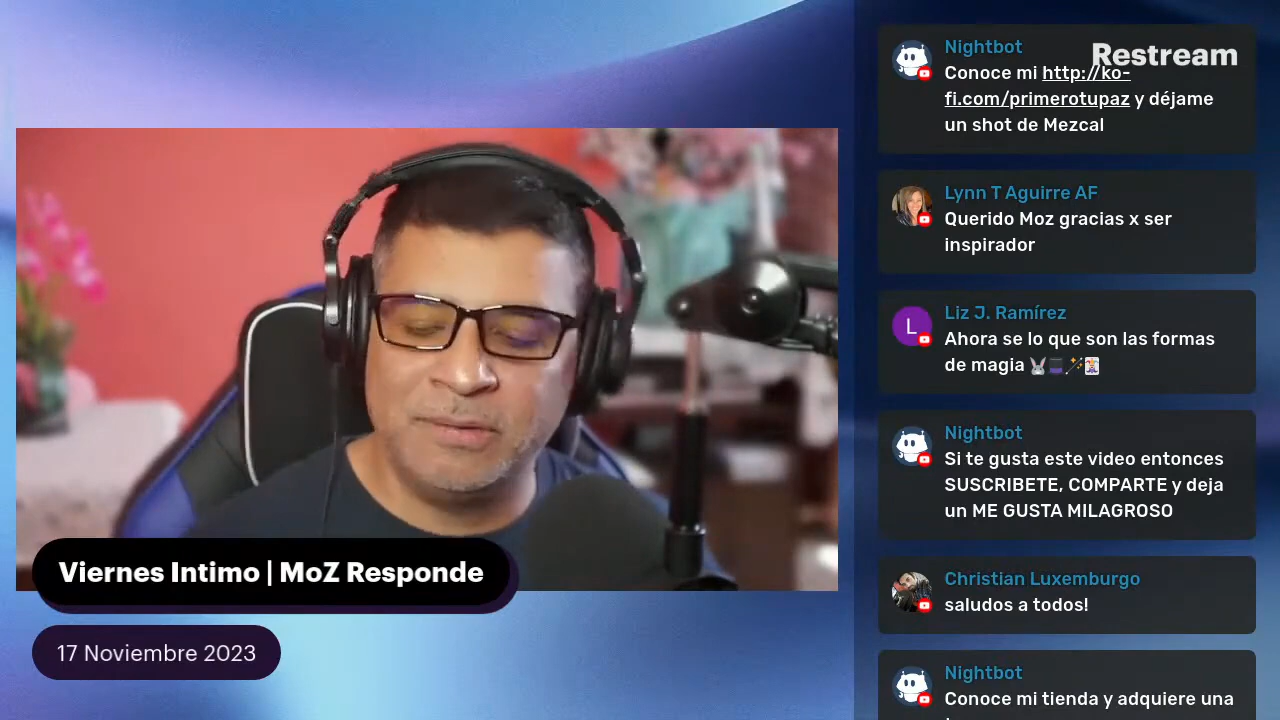 Viernes Intimo | MoZ Responde
17 Noviembre 2023
Restream
Nightbot
Conoce mi http://ko-
fi.com/primerotupaz y déjame
un shot de Mezcal
Lynn T Aguirre AF
Querido Moz gracias x ser
inspirador
L
Liz J. Ramírez
Ahora se lo que son las formas
de magia 🐰🎩🪄🃏
Nightbot
Si te gusta este video entonces
SUSCRIBETE, COMPARTE y deja
un ME GUSTA MILAGROSO
Christian Luxemburgo
saludos a todos!
Nightbot
Conoce mi tienda y adquiere una